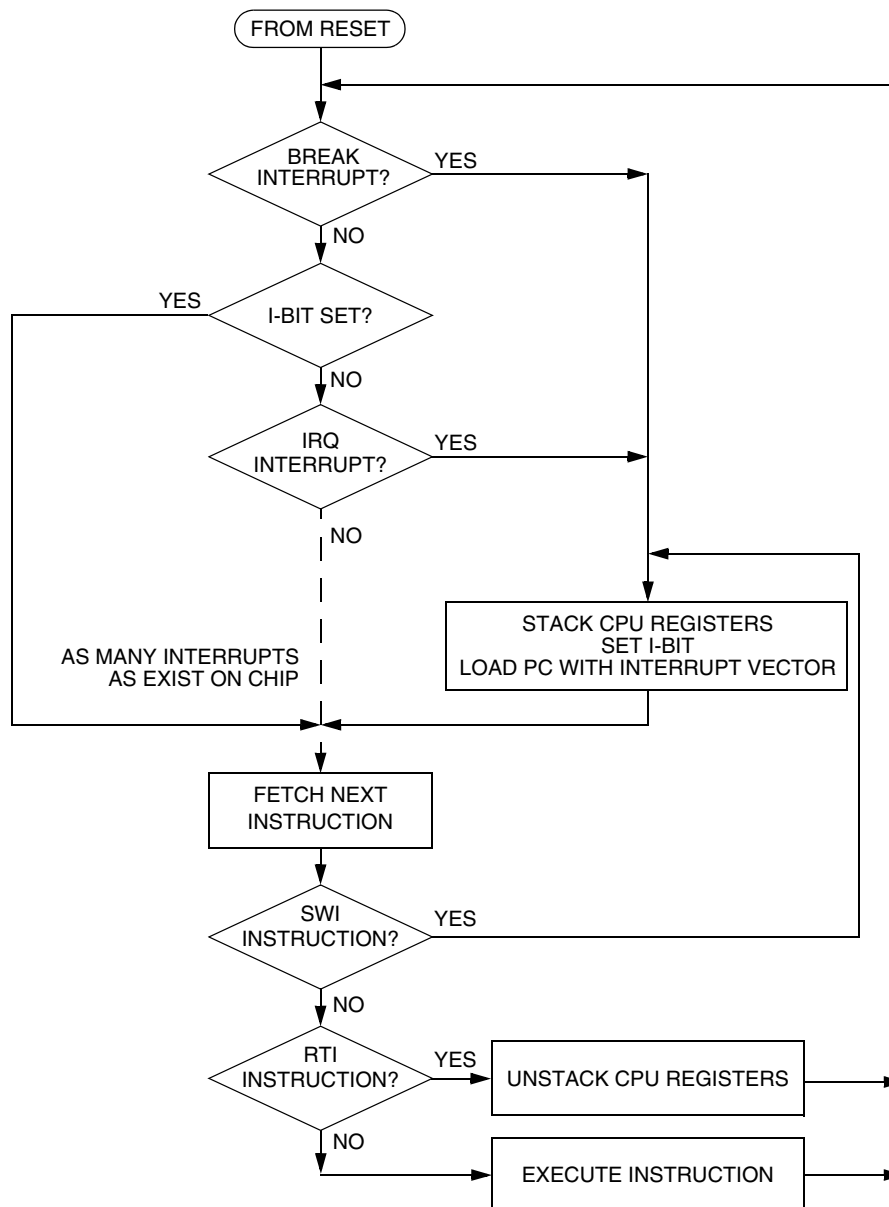 FROM RESET
BREAK
INTERRUPT?
YES
NO
YES
I-BIT SET?
NO
IRQ
INTERRUPT?
YES
NO
STACK CPU REGISTERS
SET I-BIT
LOAD PC WITH INTERRUPT VECTOR
AS MANY INTERRUPTS
AS EXIST ON CHIP
FETCH NEXT
INSTRUCTION
SWI
INSTRUCTION?
YES
NO
RTI
INSTRUCTION?
YES
UNSTACK CPU REGISTERS
NO
EXECUTE INSTRUCTION